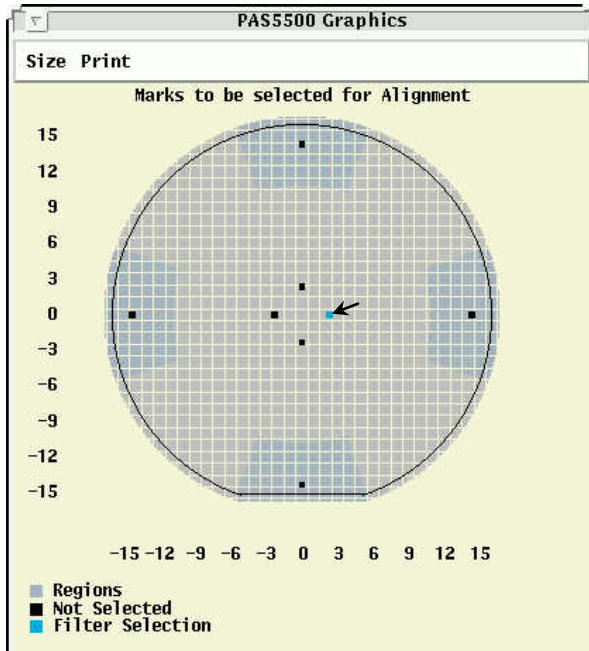 PAS5500 Graphics
Size Print
Marks to be selected for Alignment
15
12
9
6
3
0
-3
-6
-9
-12
-15
-15 -12 -9 -6 -3 0 3 6 9 12 15
Regions
Not Selected
Filter Selection